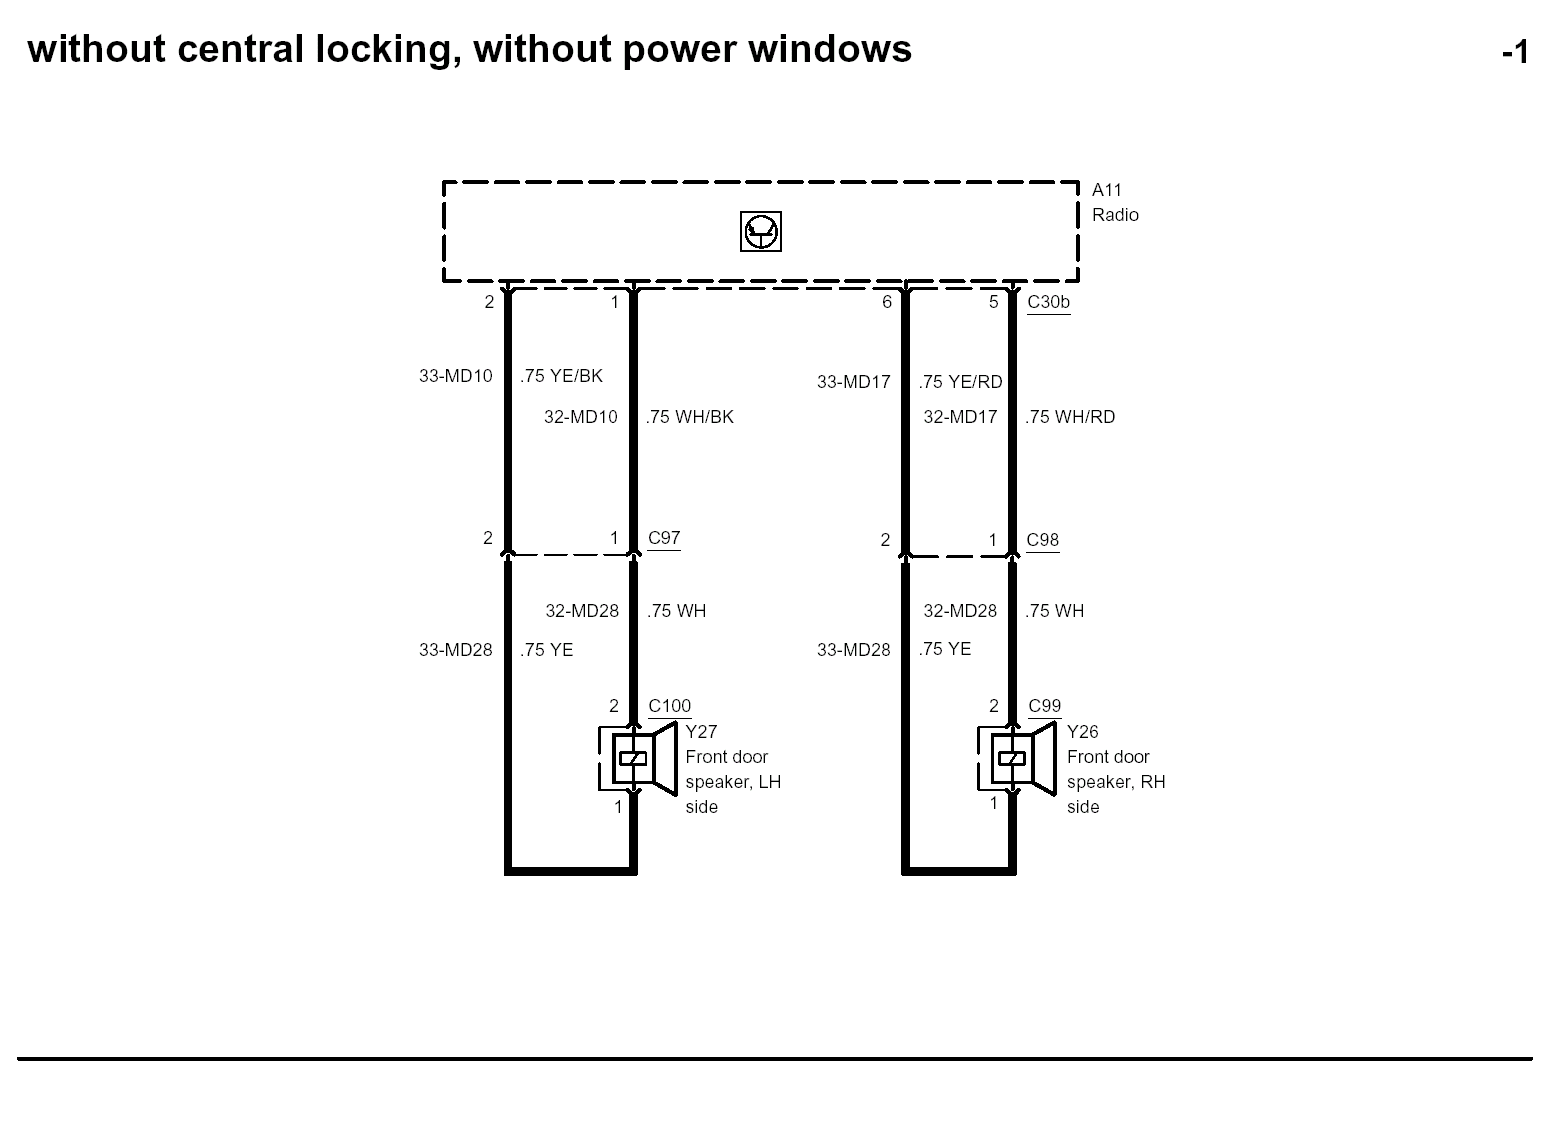 without central locking, without power windows
-1
A11
Radio
2
1
6
5
C30b
33-MD10
.75 YE/BK
33-MD17
.75 YE/RD
32-MD10
.75 WH/BK
32-MD17
.75 WH/RD
2
1
C97
2
1
C98
32-MD28
.75 WH
32-MD28
.75 WH
33-MD28
.75 YE
33-MD28
.75 YE
2
C100
2
C99
Y27
Front door
speaker, LH
side
1
Y26
Front door
speaker, RH
side
1